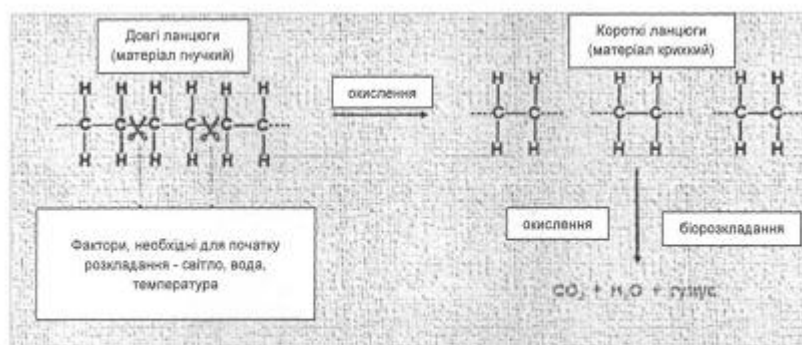 Довгі ланцюги
(матеріал гнучкий)
Короткі ланцюги
(матеріал крихкий)
окислення
H H H H H H
C C C C C C
H H H H H H
H H H H H H
C C C C C C
H H H H H H
Фактори, необхідні для початку
розкладання - світло, вода,
температура
окислення
біорозкладання
CO₂ + H₂O + гумус